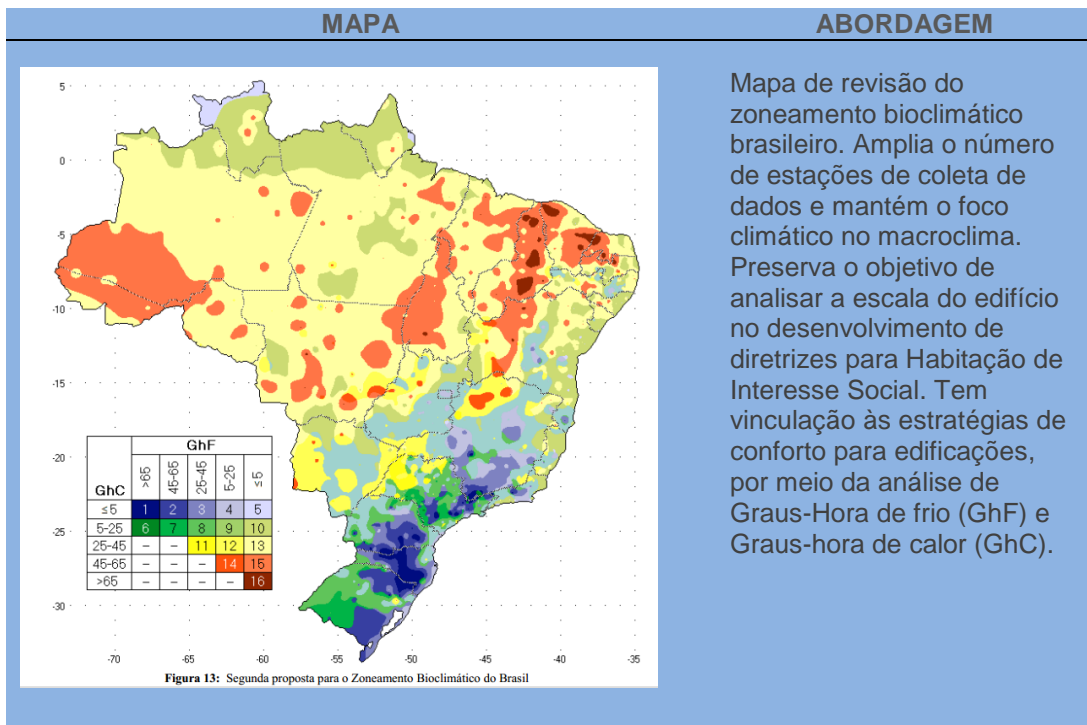 MAPA
ABORDAGEM
5
0
-5
-10
-15
-20
-25
-30
-70 -65 -60 -55 -50 -45 -40 -35
GhF
GhC >65 45-65 25-45 5-25 ≤5
≤5 1 2 3 4 5
5-25 6 7 8 9 10
25-45 – – 11 12 13
45-65 – – – 14 15
>65 – – – – 16
Figura 13: Segunda proposta para o Zoneamento Bioclimático do Brasil
Mapa de revisão do
zoneamento bioclimático
brasileiro. Amplia o número
de estações de coleta de
dados e mantém o foco
climático no macroclima.
Preserva o objetivo de
analisar a escala do edifício
no desenvolvimento de
diretrizes para Habitação de
Interesse Social. Tem
vinculação às estratégias de
conforto para edificações,
por meio da análise de
Graus-Hora de frio (GhF) e
Graus-hora de calor (GhC).